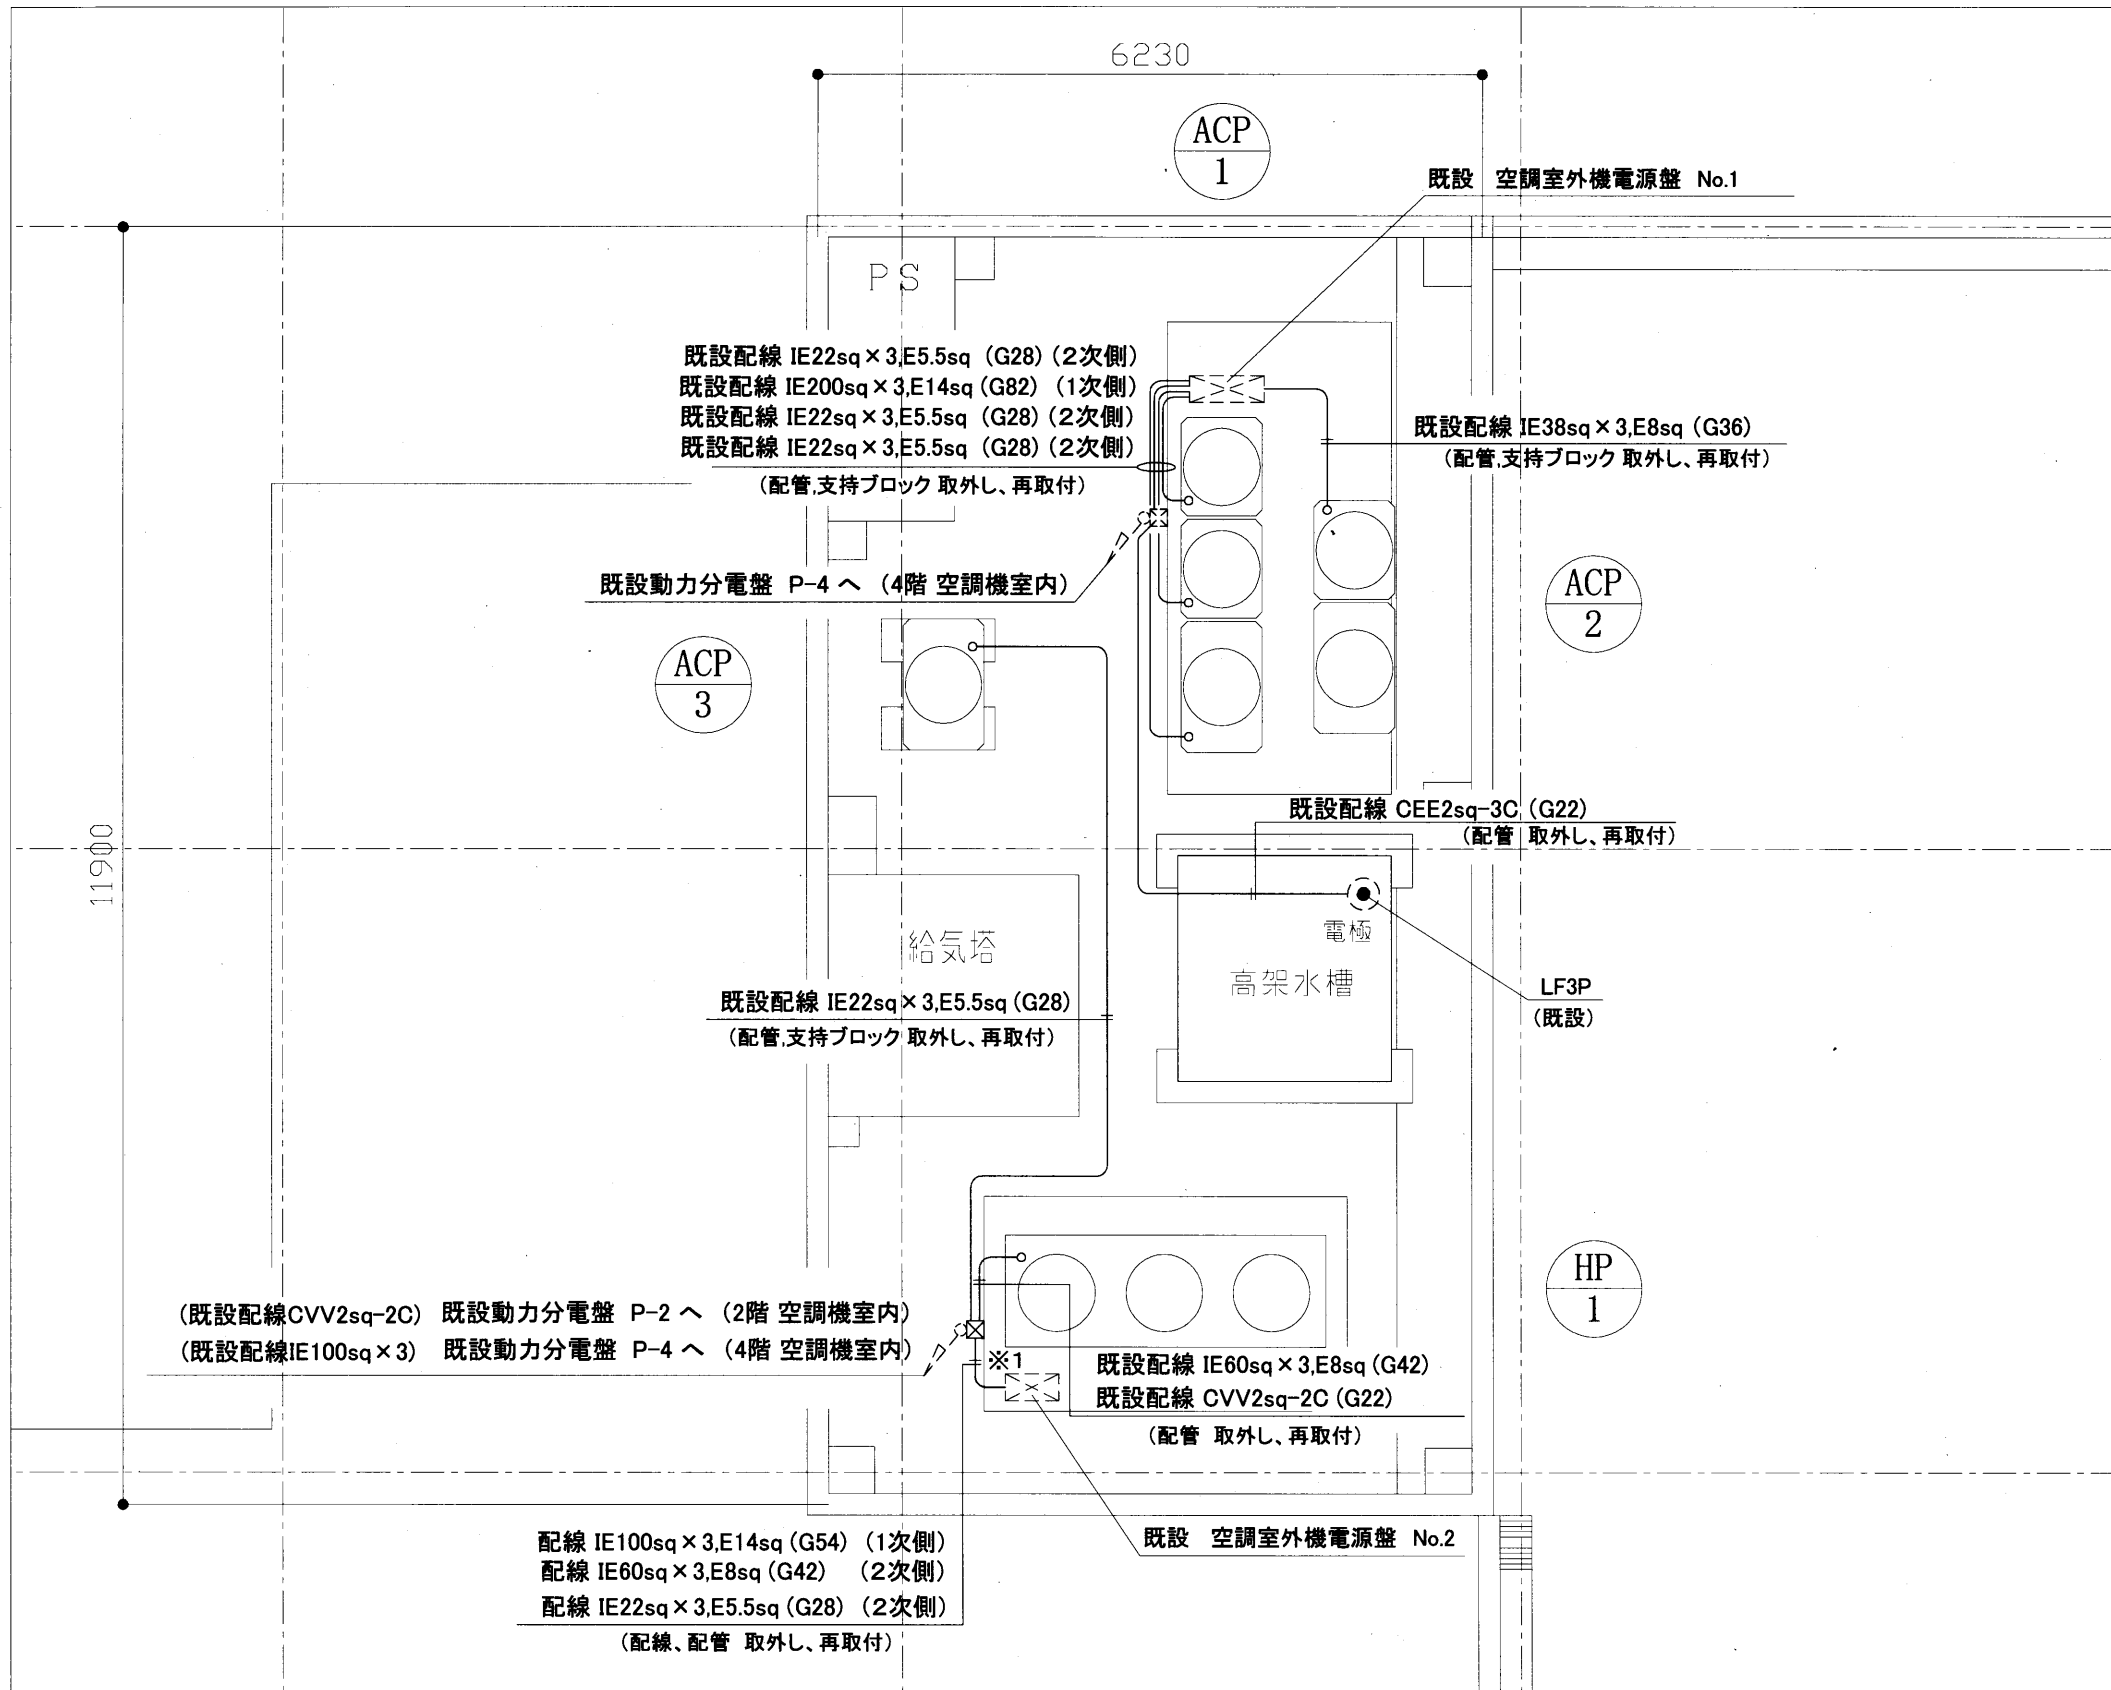 6230
ACP
1
既設 空調室外機電源盤 No.1
PS
既設配線 IE22sq×3,E5.5sq (G28) (2次側)
既設配線 IE200sq×3,E14sq (G82) (1次側)
既設配線 IE22sq×3,E5.5sq (G28) (2次側)
既設配線 IE22sq×3,E5.5sq (G28) (2次側)
(配管,支持ブロック 取外し、再取付)
既設配線 IE38sq×3,E8sq (G36)
(配管,支持ブロック 取外し、再取付)
既設動力分電盤 P-4 へ (4階 空調機室内)
ACP
2
ACP
3
既設配線 CEE2sq-3C (G22)
(配管 取外し、再取付)
11900
給気塔
電極
高架水槽
既設配線 IE22sq×3,E5.5sq (G28)
(配管,支持ブロック 取外し、再取付)
LF3P
(既設)
HP
1
(既設配線CVV2sq-2C) 既設動力分電盤 P-2 へ (2階 空調機室内)
(既設配線IE100sq×3) 既設動力分電盤 P-4 へ (4階 空調機室内)
※1
既設配線 IE60sq×3,E8sq (G42)
既設配線 CVV2sq-2C (G22)
(配管 取外し、再取付)
配線 IE100sq×3,E14sq (G54) (1次側)
配線 IE60sq×3,E8sq (G42) (2次側)
配線 IE22sq×3,E5.5sq (G28) (2次側)
(配線、配管 取外し、再取付)
既設 空調室外機電源盤 No.2